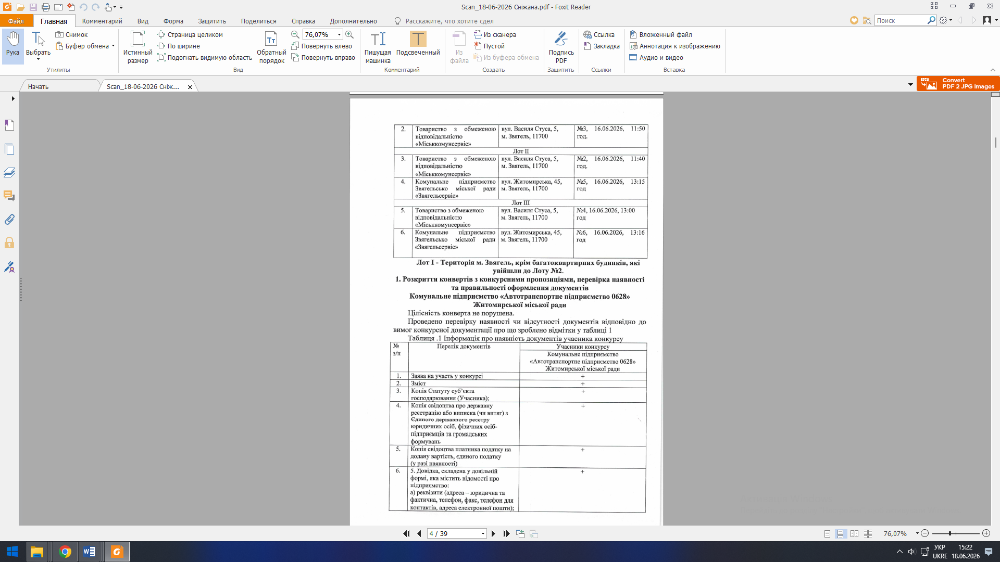 Scan_18-06-2026 Сніжана.pdf - Foxit Reader
Файл Главная Комментарий Вид Форма Защитить Поделиться Справка Дополнительно Расскажите, что хотите сдел Поиск
Рука
Выбрать
Снимок
Буфер обмена
Утилиты
Истинный размер
Страница целиком
По ширине
Подогнать видимую область
Обратный порядок
76,07%
Повернуть влево
Повернуть вправо
Вид
Пишущая машинка
Подсвеченный
Комментарий
Из файла
Из сканера
Пустой
Из буфера обмена
Создать
Подпись PDF
Защитить
Ссылка
Закладка
Ссылки
Вложенный файл
Аннотация к изображению
Аудио и видео
Вставка
Начать
Scan_18-06-2026 Сніж...
Convert
PDF 2 JPG Images
2. Товариство з обмеженою вул. Василя Стуса, 5, №3, 16.06.2026, 11:50
відповідальністю м. Звягель, 11700 год.
«Міськкомунсервіс»
Лот ІІ
3. Товариство з обмеженою вул. Василя Стуса, 5, №2, 16.06.2026, 11:40
відповідальністю м. Звягель, 11700 год.
«Міськкомунсервіс»
4. Комунальне підприємство вул. Житомирська, 45, №5, 16.06.2026, 13:15
Звягельсько міської ради м. Звягель, 11700 год
«Звягельсервіс»
Лот ІІІ
5. Товариство з обмеженою вул. Василя Стуса, 5, №4, 16.06.2026, 13:00
відповідальністю м. Звягель, 11700 год
«Міськкомунсервіс»
6. Комунальне підприємство вул. Житомирська, 45, №6, 16.06.2026, 13:16
Звягельсько міської ради м. Звягель, 11700 год
«Звягельсервіс»
Лот І - Територія м. Звягель, крім багатоквартирних будинків, які
увійшли до Лоту №2.
1. Розкриття конвертів з конкурсними пропозиціями, перевірка наявності
та правильності оформлення документів
Комунальне підприємство «Автотранспортне підприємство 0628»
Житомирської міської ради
Цілісність конверта не порушена.
Проведено перевірку наявності чи відсутності документів відповідно до
вимог конкурсної документації про що зроблено відмітки у таблиці 1
Таблиця .1 Інформація про наявність документів учасника конкурсу
№ Перелік документів Учасники конкурсу
з/п Комунальне підприємство
«Автотранспортне підприємство 0628»
Житомирської міської ради
1. Заява на участь у конкурсі +
2. Зміст +
3. Копія Статуту суб’єкта +
господарювання (Учасника);
4. Копія свідоцтва про державну +
реєстрацію або виписка (чи витяг) з
Єдиного державного реєстру
юридичних осіб, фізичних осіб-
підприємців та громадських
формувань
5. Копія свідоцтва платника податку на +
додану вартість, єдиного податку
(у разі наявності)
6. 5. Довідка, складена у довільній +
формі, яка містить відомості про
підприємство:
а) реквізити (адреса – юридична та
фактична, телефон, факс, телефон для
контактів, адреса електронної пошти);
4 / 39
76,07%
УКР 15:22
UKRE 18.06.2026